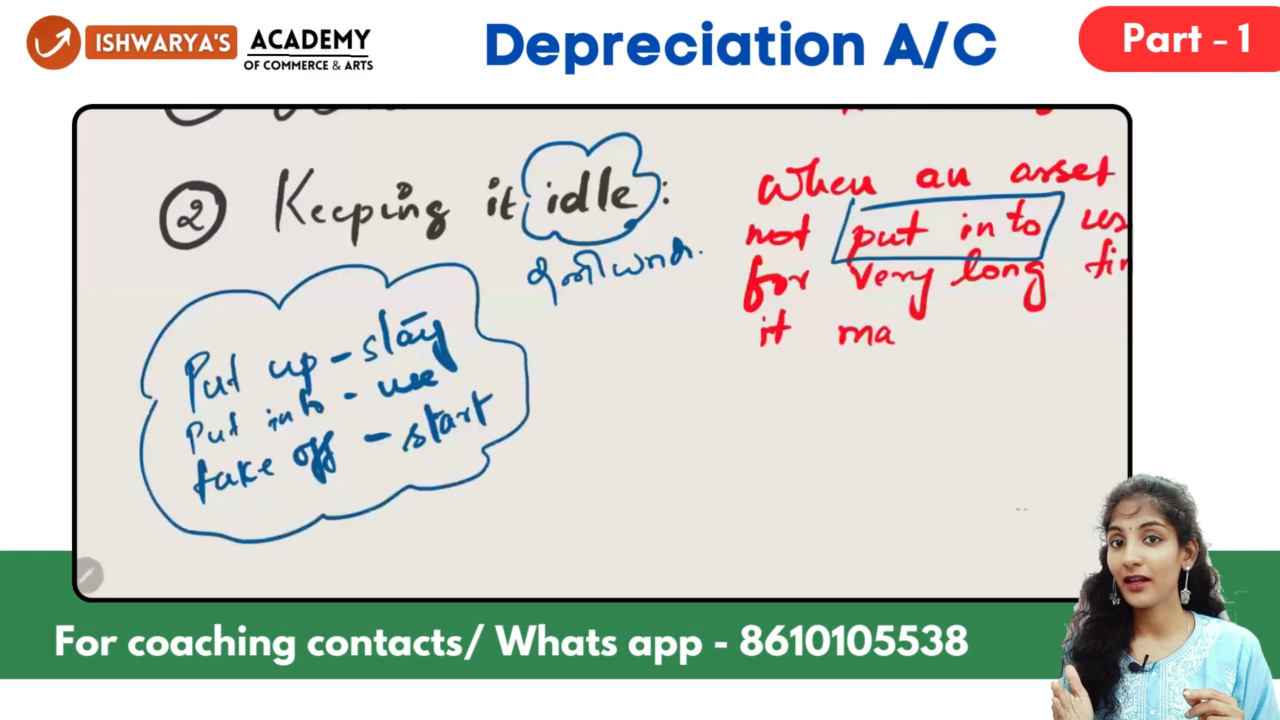 ISHWARYA'S ACADEMY
OF COMMERCE & ARTS
Depreciation A/C
Part - 1
② Keeping it idle:
When an asset
not put into us
for very long tim
it ma
Put up - stay
Put into - use
take off - start
For coaching contacts/ Whats app - 8610105538